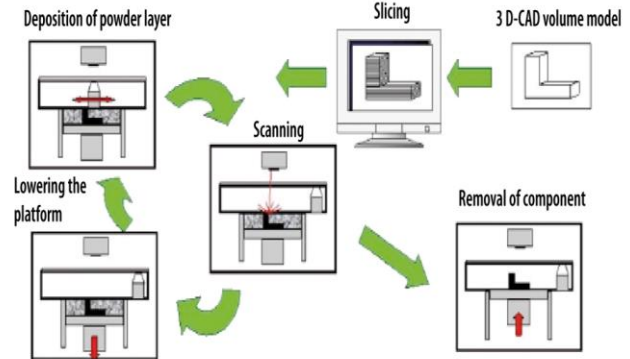 Deposition of powder layer
Slicing
3 D-CAD volume model
Scanning
Lowering the
platform
Removal of component